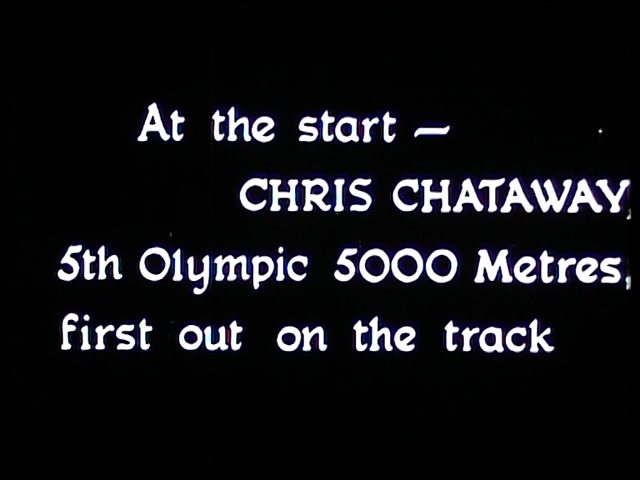 At the start —
CHRIS CHATAWAY,
5th Olympic 5000 Metres,
first out on the track